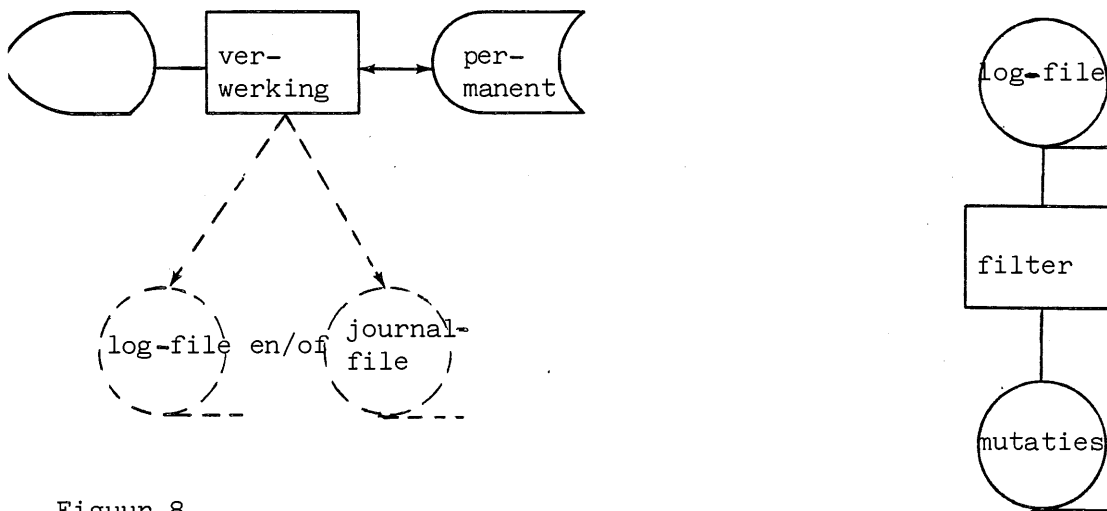 ver-
werking
per-
manent
log-file en/of journal-
file
Figuur 8
log-file
filter
mutaties